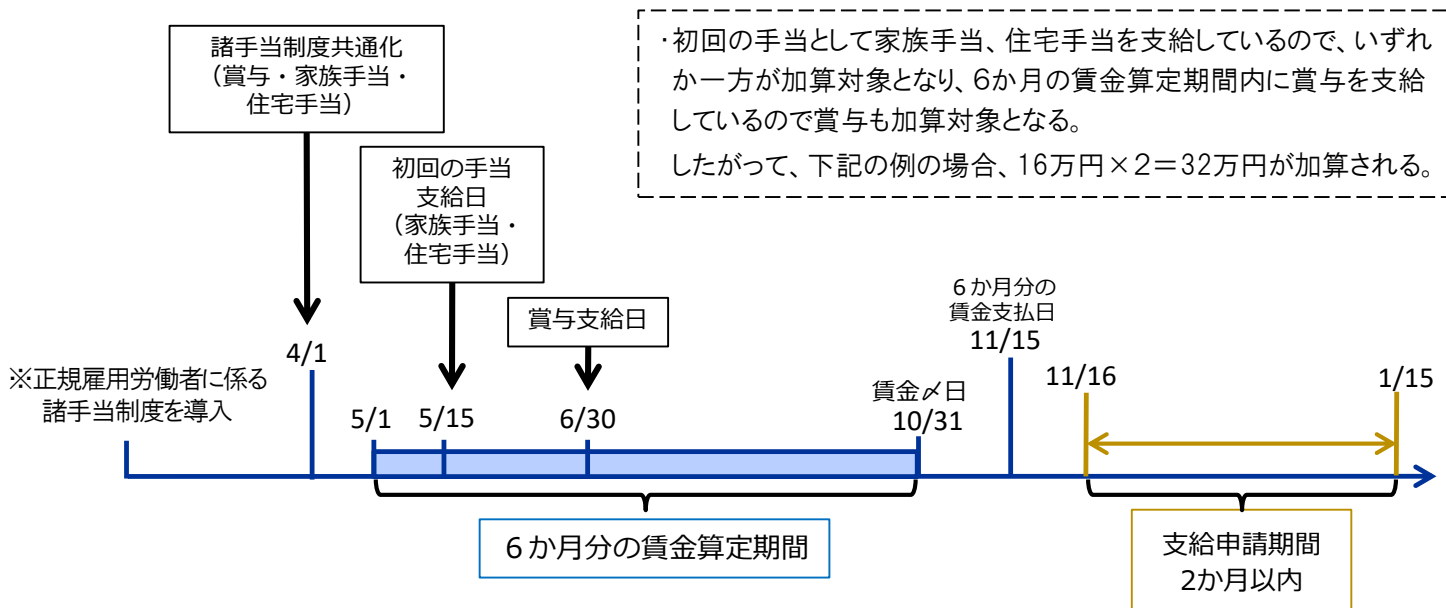 諸手当制度共通化
（賞与・家族手当・
住宅手当）
・初回の手当として家族手当、住宅手当を支給しているので、いずれ
か一方が加算対象となり、6か月の賃金算定期間内に賞与を支給
しているので賞与も加算対象となる。
したがって、下記の例の場合、16万円×2＝32万円が加算される。
初回の手当
支給日
（家族手当・
住宅手当）
賞与支給日
6か月分の
賃金支払日
11/15
4/1
※正規雇用労働者に係る
諸手当制度を導入
5/1
5/15
6/30
賃金〆日
10/31
11/16
1/15
6か月分の賃金算定期間
支給申請期間
2か月以内